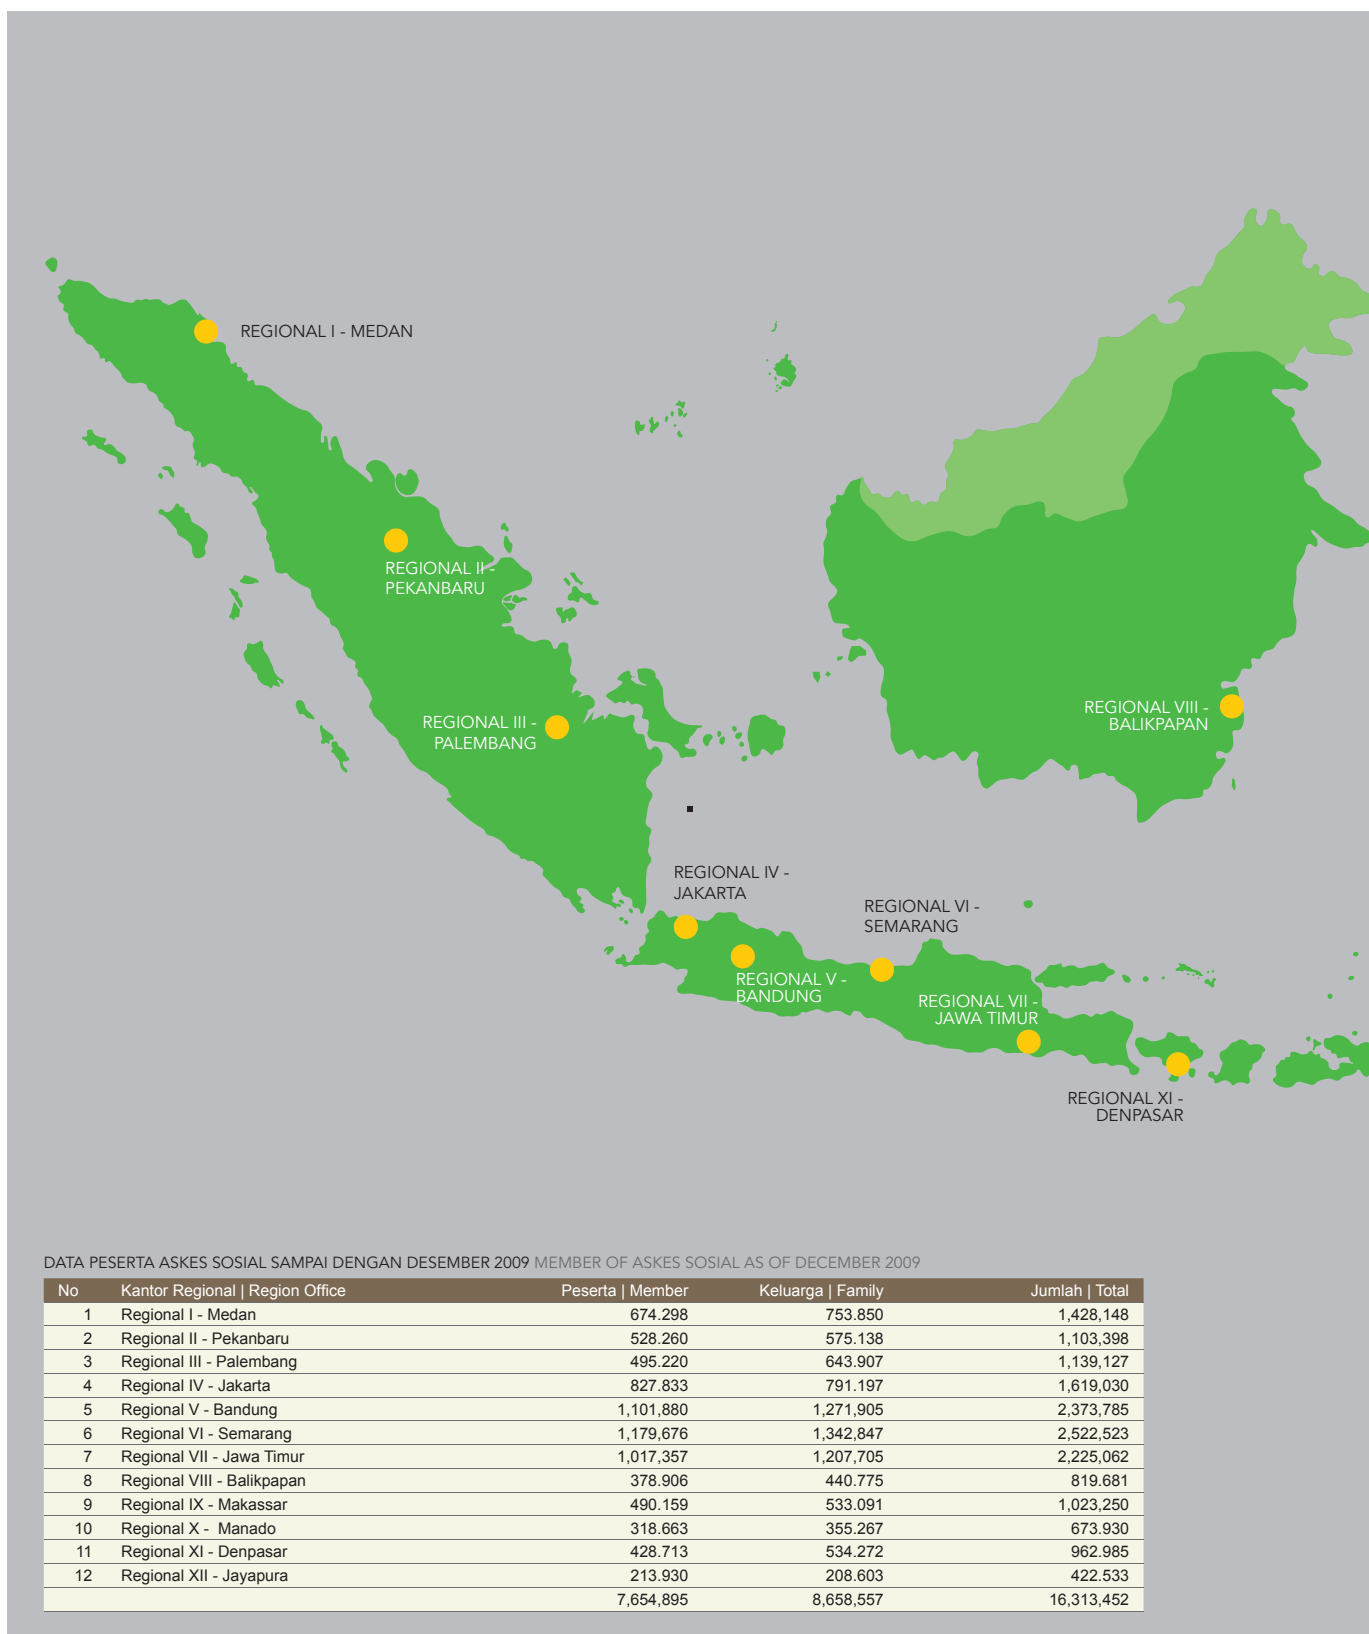 REGIONAL I - MEDAN
REGIONAL II -
PEKANBARU
REGIONAL III -
PALEMBANG
REGIONAL VIII -
BALIKPAPAN
REGIONAL IV -
JAKARTA
REGIONAL VI -
SEMARANG
REGIONAL V -
BANDUNG
REGIONAL VII -
JAWA TIMUR
REGIONAL XI -
DENPASAR
DATA PESERTA ASKES SOSIAL SAMPAI DENGAN DESEMBER 2009 MEMBER OF ASKES SOSIAL AS OF DECEMBER 2009
No Kantor Regional | Region Office Peserta | Member Keluarga | Family Jumlah | Total
1 Regional I - Medan 674.298 753.850 1,428,148
2 Regional II - Pekanbaru 528.260 575.138 1,103,398
3 Regional III - Palembang 495.220 643.907 1,139,127
4 Regional IV - Jakarta 827.833 791.197 1,619,030
5 Regional V - Bandung 1,101,880 1,271,905 2,373,785
6 Regional VI - Semarang 1,179,676 1,342,847 2,522,523
7 Regional VII - Jawa Timur 1,017,357 1,207,705 2,225,062
8 Regional VIII - Balikpapan 378.906 440.775 819.681
9 Regional IX - Makassar 490.159 533.091 1,023,250
10 Regional X - Manado 318.663 355.267 673.930
11 Regional XI - Denpasar 428.713 534.272 962.985
12 Regional XII - Jayapura 213.930 208.603 422.533
7,654,895 8,658,557 16,313,452